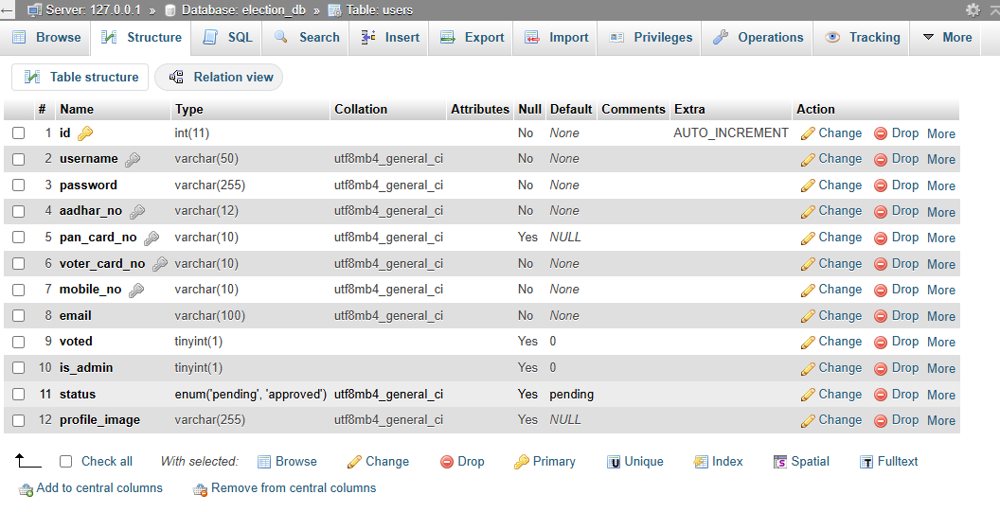 Server: 127.0.0.1 » Database: election_db » Table: users
Browse Structure SQL Search Insert Export Import Privileges Operations Tracking More
Table structure Relation view
# Name Type Collation Attributes Null Default Comments Extra Action
1 id int(11) No None AUTO_INCREMENT Change Drop More
2 username varchar(50) utf8mb4_general_ci No None Change Drop More
3 password varchar(255) utf8mb4_general_ci No None Change Drop More
4 aadhar_no varchar(12) utf8mb4_general_ci No None Change Drop More
5 pan_card_no varchar(10) utf8mb4_general_ci Yes NULL Change Drop More
6 voter_card_no varchar(10) utf8mb4_general_ci No None Change Drop More
7 mobile_no varchar(10) utf8mb4_general_ci No None Change Drop More
8 email varchar(100) utf8mb4_general_ci No None Change Drop More
9 voted tinyint(1) Yes 0 Change Drop More
10 is_admin tinyint(1) Yes 0 Change Drop More
11 status enum('pending', 'approved') utf8mb4_general_ci Yes pending Change Drop More
12 profile_image varchar(255) utf8mb4_general_ci Yes NULL Change Drop More
Check all With selected: Browse Change Drop Primary Unique Index Spatial Fulltext
Add to central columns Remove from central columns